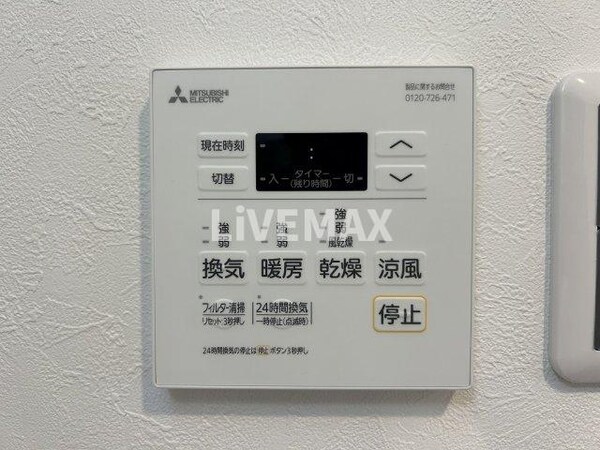 MITSUBISHI
ELECTRIC
製品に関するお問合せ
0120-726-471
現在時刻
切替
:
入 タイマー 切
(残り時間)
LiVEMAX
強
弱
強
弱
強
弱
風乾燥
換気 暖房 乾燥 涼風
フィルター清掃
リセット:3秒押し
24時間換気
一時停止(点滅時)
停止
24時間換気の停止は 停止 ボタン3秒押し